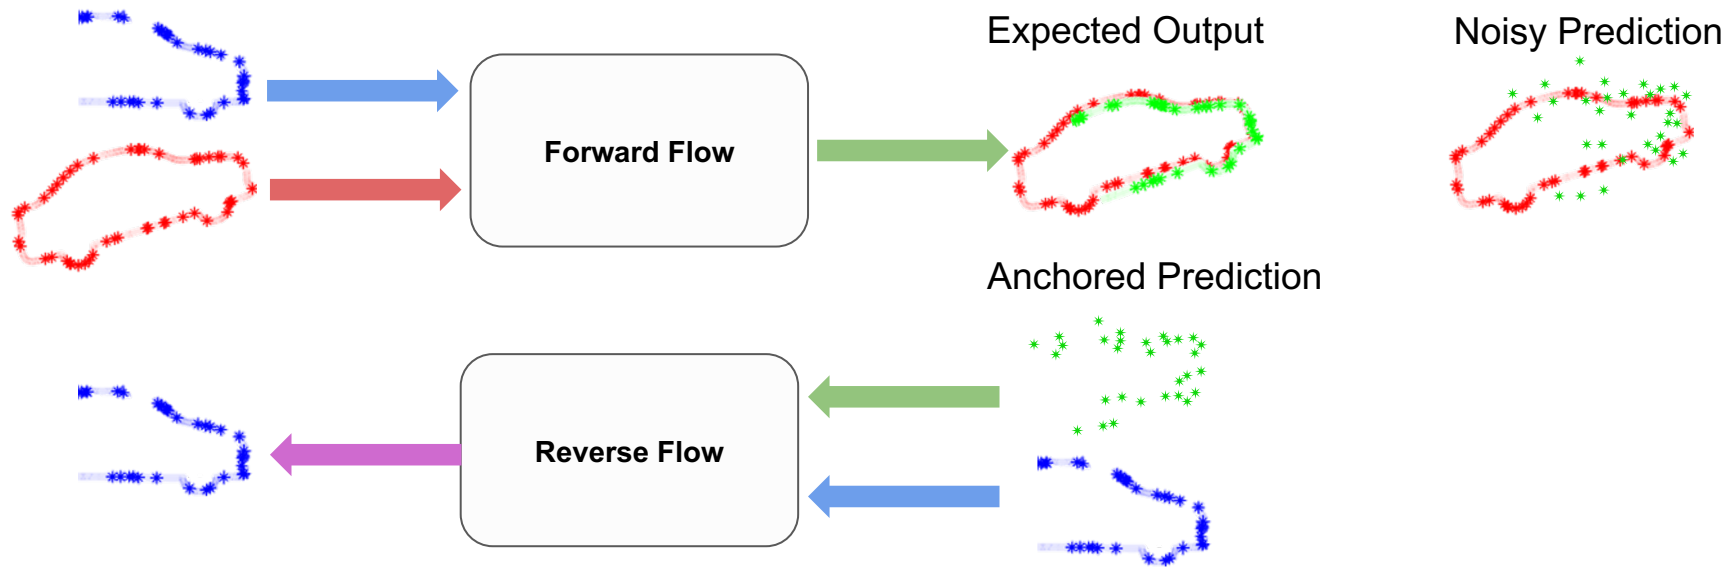 Expected Output
Noisy Prediction
Forward Flow
Anchored Prediction
Reverse Flow